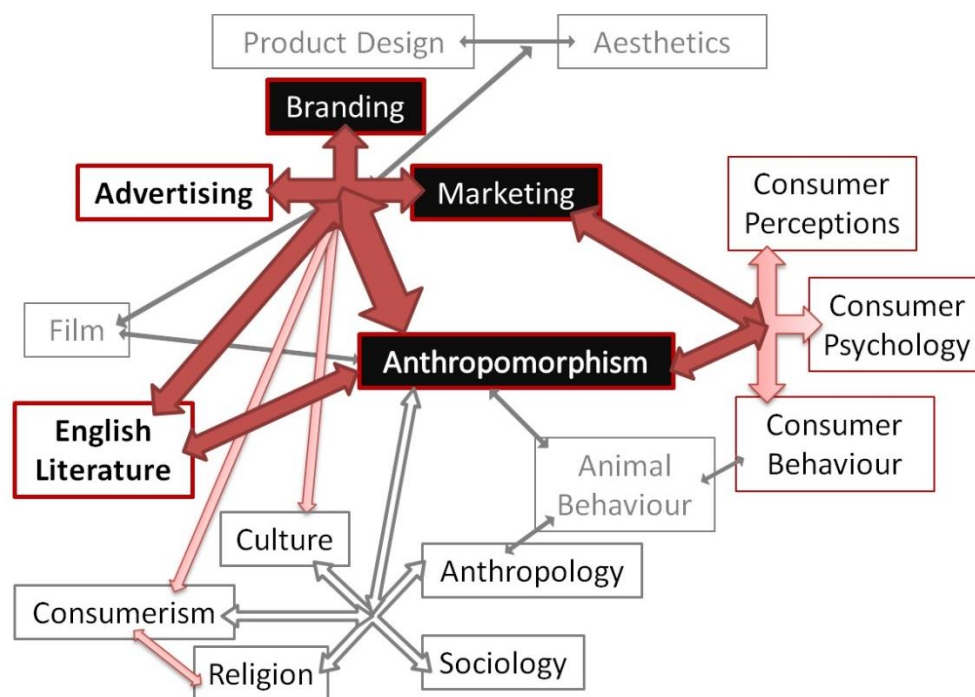 Product Design
Aesthetics
Branding
Advertising
Marketing
Consumer
Perceptions
Film
Consumer
Psychology
Anthropomorphism
English
Literature
Consumer
Behaviour
Animal
Behaviour
Culture
Anthropology
Consumerism
Religion
Sociology